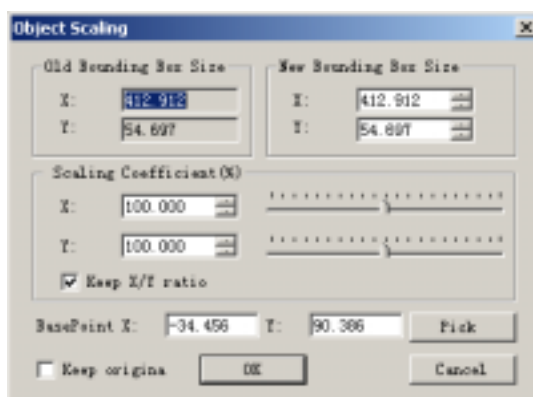 Object Scaling
Old Bounding Box Size
X: 412.912
Y: 54.697
New Bounding Box Size
X: 412.912
Y: 54.697
Scaling Coefficient(%)
X: 100.000
Y: 100.000
Keep X/Y ratio
BasePoint X: -34.456 Y: 90.386 Pick
Keep origina OK Cancel